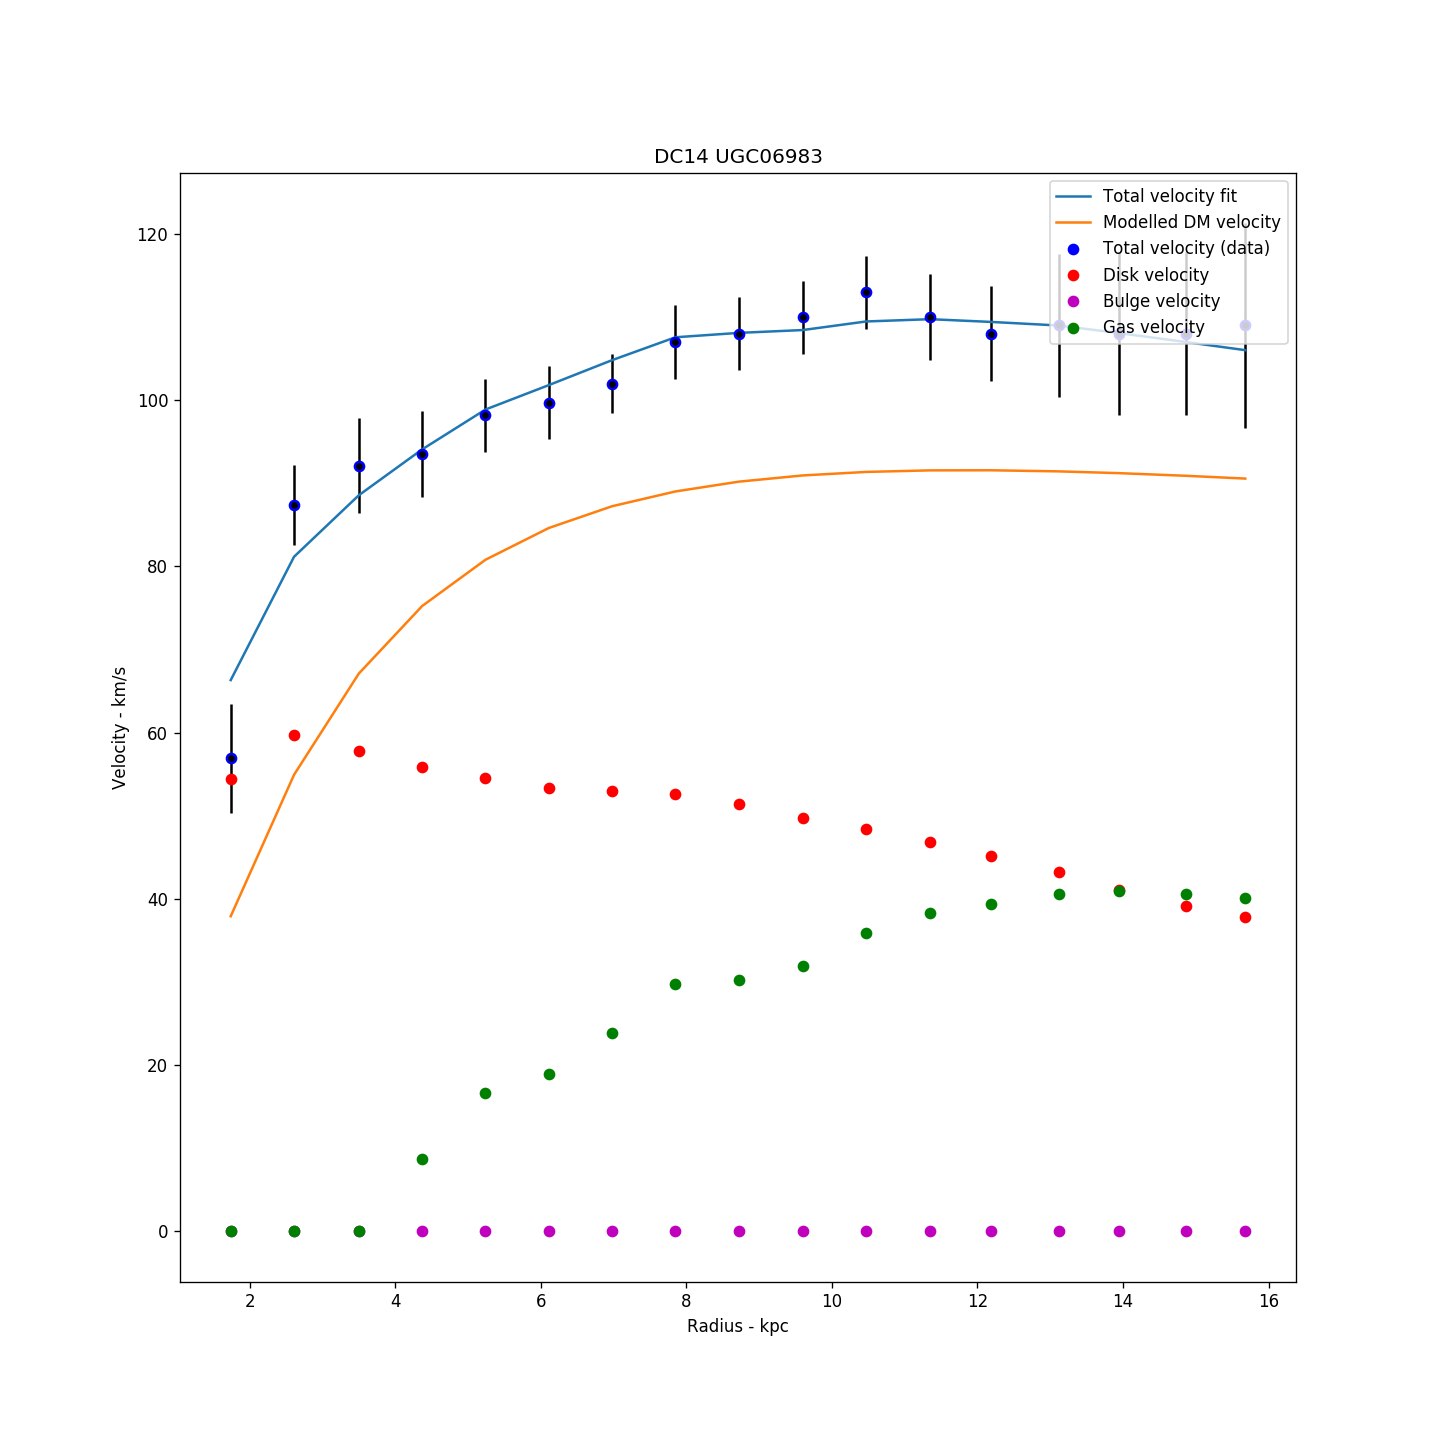 DC14 UGC06983
Total velocity fit
Modelled DM velocity
Total velocity (data)
Disk velocity
Bulge velocity
Gas velocity
120
100
80
60
40
20
0
Velocity - km/s
2 4 6 8 10 12 14 16
Radius - kpc